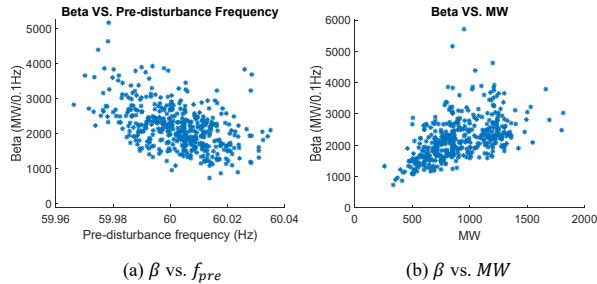 Beta VS. Pre-disturbance Frequency
5000
4000
3000
2000
1000
0
Beta (MW/0.1Hz)
59.96 59.98 60 60.02 60.04
Pre-disturbance frequency (Hz)
(a) β vs. f_pre
Beta VS. MW
6000
5000
4000
3000
2000
1000
0
Beta (MW/0.1Hz)
0 500 1000 1500 2000
MW
(b) β vs. MW